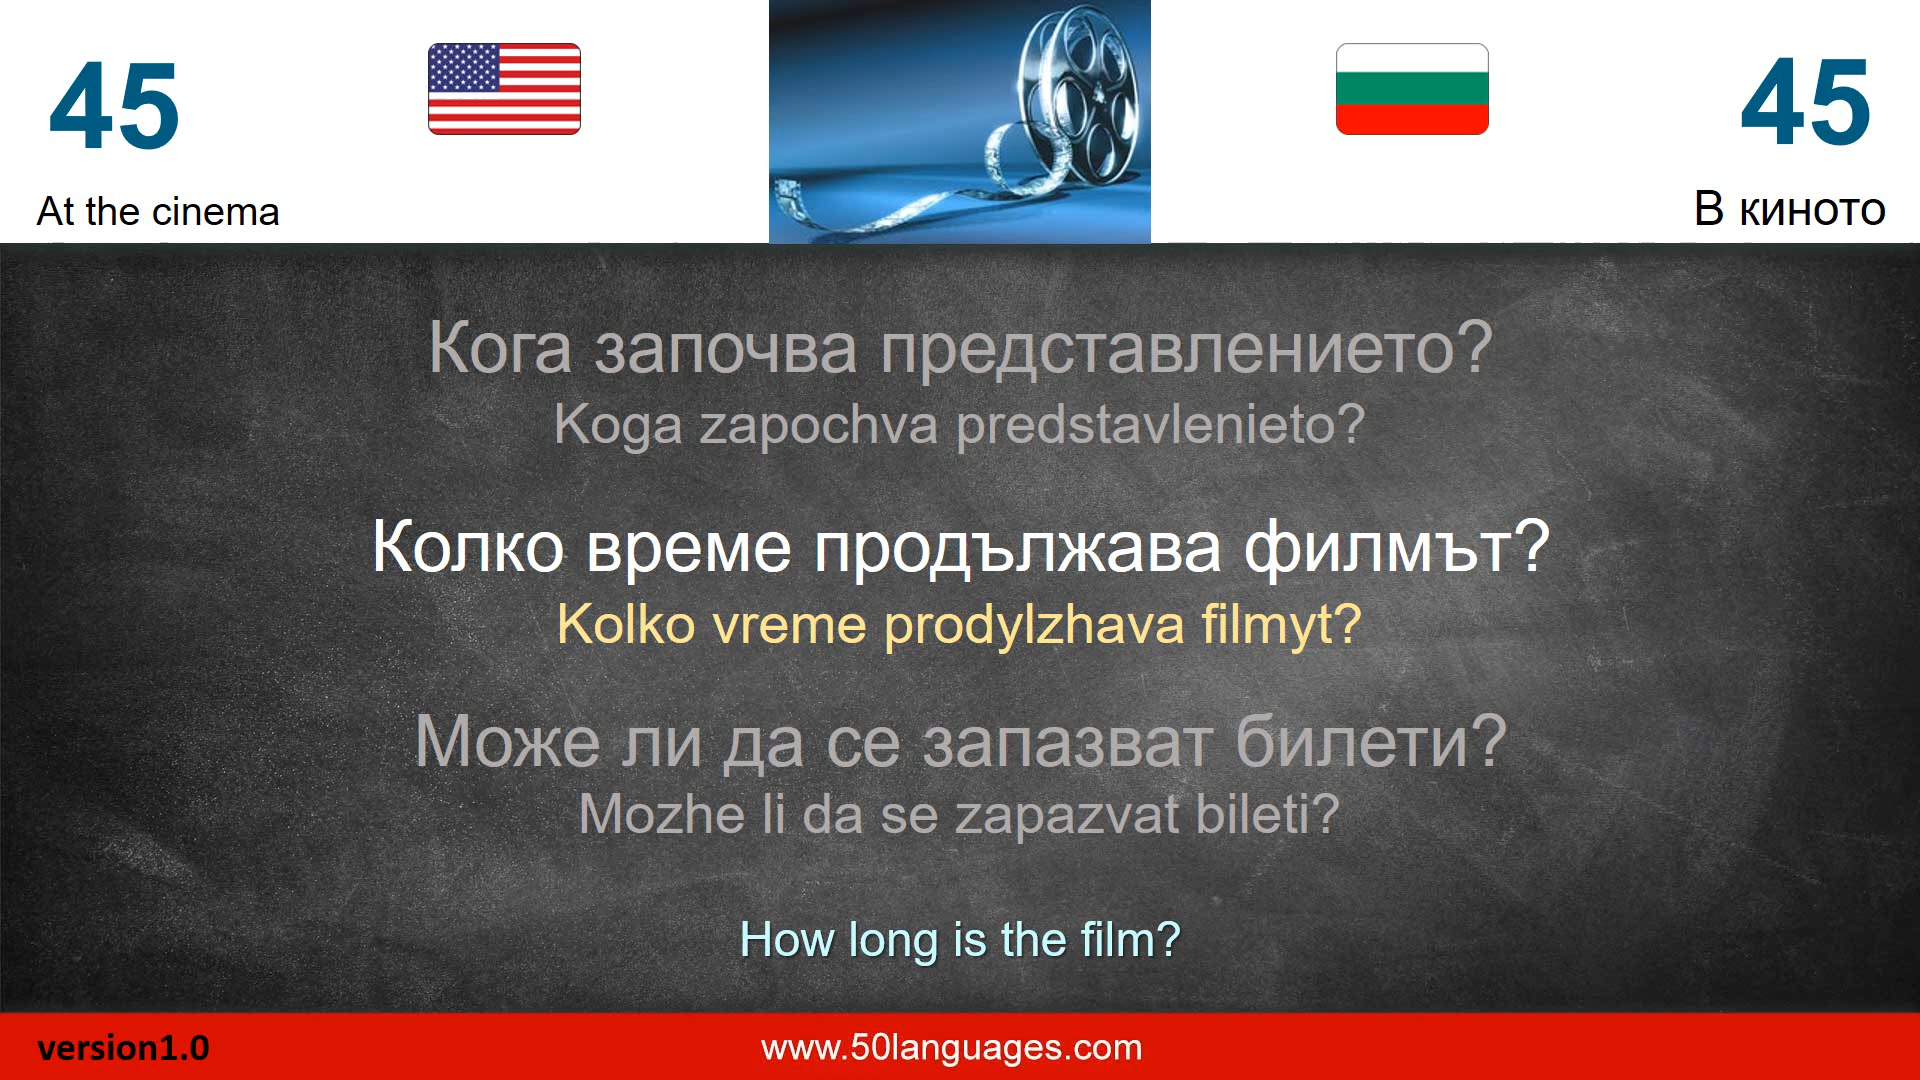 45
45
At the cinema
В киното
Кога започва представлението?
Koga zapochva predstavlenieto?
Колко време продължава филмът?
Kolko vreme prodylzhava filmyt?
Може ли да се запазват билети?
Mozhe li da se zapazvat bileti?
How long is the film?
version1.0
www.50languages.com